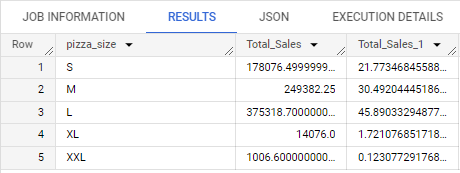 JOB INFORMATION RESULTS JSON EXECUTION DETAILS
Row pizza_size Total_Sales Total_Sales_1
1 S 178076.4999999... 21.77346845588...
2 M 249382.25 30.49204445186...
3 L 375318.7000000... 45.89033294877...
4 XL 14076.0 1.721076851718...
5 XXL 1006.600000000... 0.123077291768...